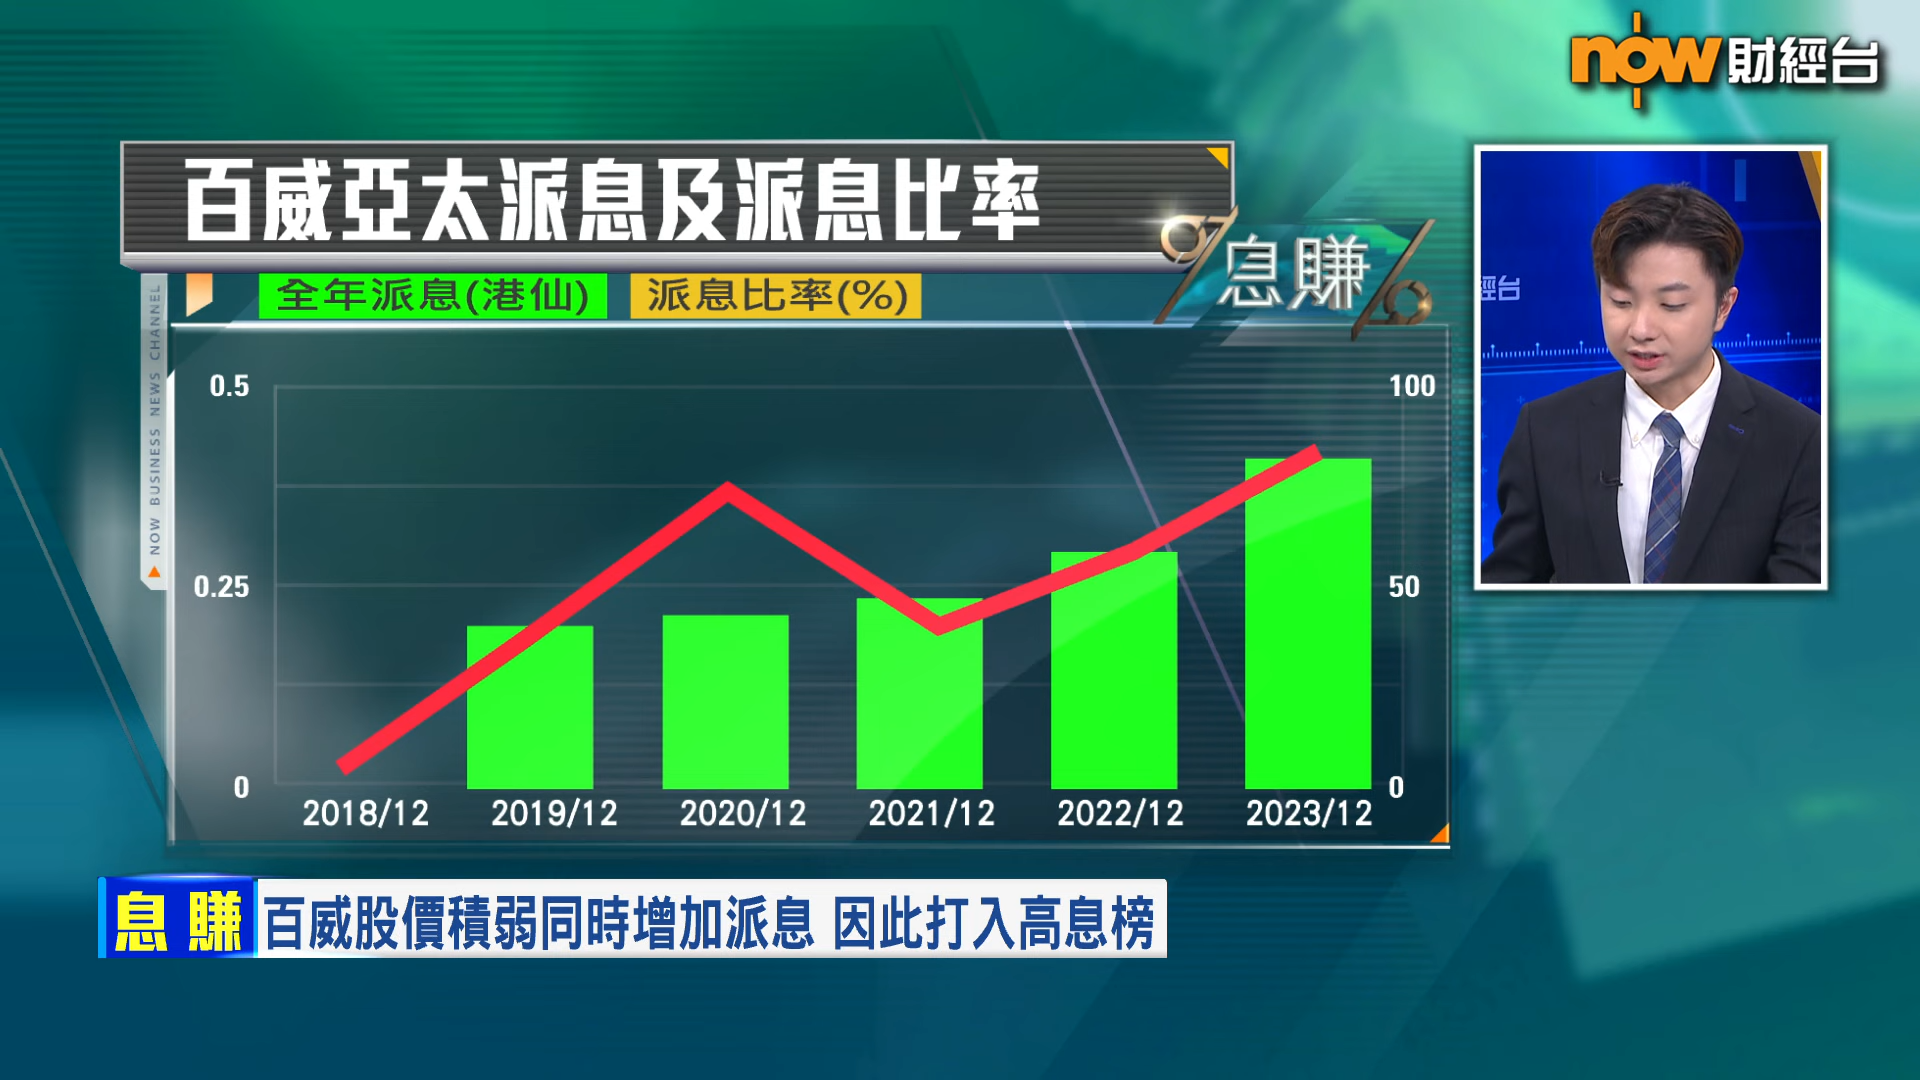 now財經台
百威亞太派息及派息比率
息賺
全年派息(港仙)
派息比率(%)
NOW BUSINESS NEWS CHANNEL
經台
0.5
0.25
0
100
50
0
2018/12
2019/12
2020/12
2021/12
2022/12
2023/12
息賺
百威股價積弱同時增加派息 因此打入高息榜